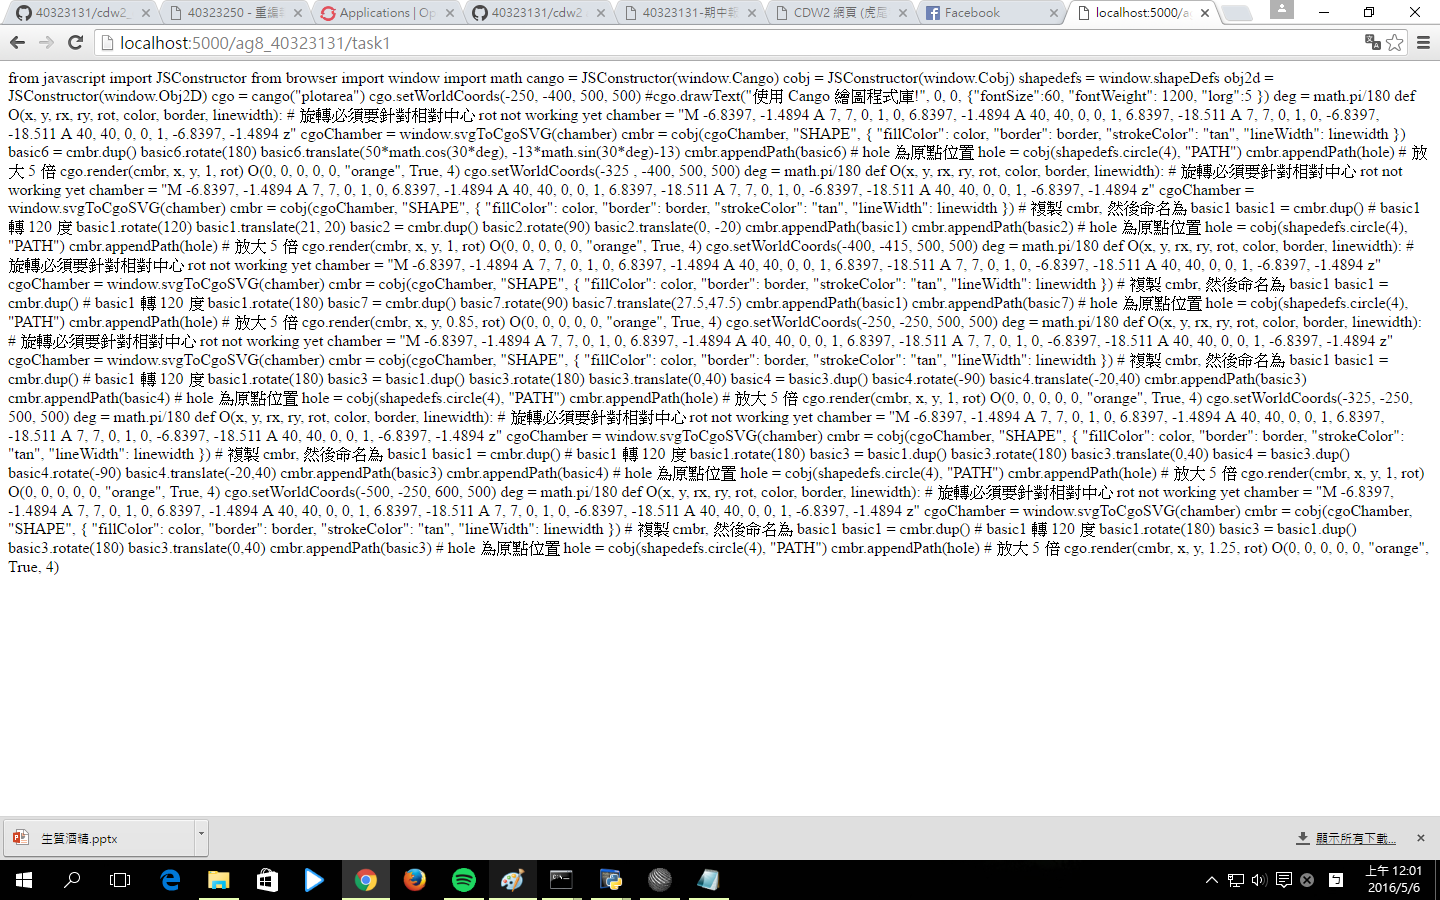 40323131/cdw2_
40323250 - 重編
Applications | Op
40323131/cdw2
40323131-期中
CDW2 網頁 (虎尾
Facebook
localhost:5000/a
localhost:5000/ag8_40323131/task1
from javascript import JSConstructor from browser import window import math cango = JSConstructor(window.Cango) cobj = JSConstructor(window.Cobj) shapedefs = window.shapeDefs obj2d =
JSConstructor(window.Obj2D) cgo = cango("plotarea") cgo.setWorldCoords(-250, -400, 500, 500) #cgo.drawText("使用 Cango 繪圖程式庫!", 0, 0, {"fontSize":60, "fontWeight": 1200, "lorg":5 }) deg = math.pi/180 def
O(x, y, rx, ry, rot, color, border, linewidth): # 旋轉必須要針對相對中心 rot not working yet chamber = "M -6.8397, -1.4894 A 7, 7, 0, 1, 0, 6.8397, -1.4894 A 40, 40, 0, 0, 1, 6.8397, -18.511 A 7, 7, 0, 1, 0, -6.8397,
-18.511 A 40, 40, 0, 0, 1, -6.8397, -1.4894 z" cgoChamber = window.svgToCgoSVG(chamber) cmbr = cobj(cgoChamber, "SHAPE", { "fillColor": color, "border": border, "strokeColor": "tan", "lineWidth": linewidth })
basic6 = cmbr.dup() basic6.rotate(180) basic6.translate(50*math.cos(30*deg), -13*math.sin(30*deg)-13) cmbr.appendPath(basic6) # hole 為原點位置 hole = cobj(shapedefs.circle(4), "PATH") cmbr.appendPath(hole) # 放
大 5 倍 cgo.render(cmbr, x, y, 1, rot) O(0, 0, 0, 0, 0, "orange", True, 4) cgo.setWorldCoords(-325 , -400, 500, 500) deg = math.pi/180 def O(x, y, rx, ry, rot, color, border, linewidth): # 旋轉必須要針對相對中心 rot not
working yet chamber = "M -6.8397, -1.4894 A 7, 7, 0, 1, 0, 6.8397, -1.4894 A 40, 40, 0, 0, 1, 6.8397, -18.511 A 7, 7, 0, 1, 0, -6.8397, -18.511 A 40, 40, 0, 0, 1, -6.8397, -1.4894 z" cgoChamber =
window.svgToCgoSVG(chamber) cmbr = cobj(cgoChamber, "SHAPE", { "fillColor": color, "border": border, "strokeColor": "tan", "lineWidth": linewidth }) # 複製 cmbr, 然後命名為 basic1 basic1 = cmbr.dup() # basic1
轉 120 度 basic1.rotate(120) basic1.translate(21, 20) basic2 = cmbr.dup() basic2.rotate(90) basic2.translate(0, -20) cmbr.appendPath(basic1) cmbr.appendPath(basic2) # hole 為原點位置 hole = cobj(shapedefs.circle(4),
"PATH") cmbr.appendPath(hole) # 放大 5 倍 cgo.render(cmbr, x, y, 1, rot) O(0, 0, 0, 0, 0, "orange", True, 4) cgo.setWorldCoords(-400, -415, 500, 500) deg = math.pi/180 def O(x, y, rx, ry, rot, color, border, linewidth): #
旋轉必須要針對相對中心 rot not working yet chamber = "M -6.8397, -1.4894 A 7, 7, 0, 1, 0, 6.8397, -1.4894 A 40, 40, 0, 0, 1, 6.8397, -18.511 A 7, 7, 0, 1, 0, -6.8397, -18.511 A 40, 40, 0, 0, 1, -6.8397, -1.4894 z"
cgoChamber = window.svgToCgoSVG(chamber) cmbr = cobj(cgoChamber, "SHAPE", { "fillColor": color, "border": border, "strokeColor": "tan", "lineWidth": linewidth }) # 複製 cmbr, 然後命名為 basic1 basic1 =
cmbr.dup() # basic1 轉 120 度 basic1.rotate(180) basic7 = cmbr.dup() basic7.rotate(90) basic7.translate(27.5,47.5) cmbr.appendPath(basic1) cmbr.appendPath(basic7) # hole 為原點位置 hole = cobj(shapedefs.circle(4),
"PATH") cmbr.appendPath(hole) # 放大 5 倍 cgo.render(cmbr, x, y, 0.85, rot) O(0, 0, 0, 0, 0, "orange", True, 4) cgo.setWorldCoords(-250, -250, 500, 500) deg = math.pi/180 def O(x, y, rx, ry, rot, color, border, linewidth):
# 旋轉必須要針對相對中心 rot not working yet chamber = "M -6.8397, -1.4894 A 7, 7, 0, 1, 0, 6.8397, -1.4894 A 40, 40, 0, 0, 1, 6.8397, -18.511 A 7, 7, 0, 1, 0, -6.8397, -18.511 A 40, 40, 0, 0, 1, -6.8397, -1.4894 z"
cgoChamber = window.svgToCgoSVG(chamber) cmbr = cobj(cgoChamber, "SHAPE", { "fillColor": color, "border": border, "strokeColor": "tan", "lineWidth": linewidth }) # 複製 cmbr, 然後命名為 basic1 basic1 =
cmbr.dup() # basic1 轉 120 度 basic1.rotate(180) basic3 = basic1.dup() basic3.rotate(180) basic3.translate(0,40) basic4 = basic3.dup() basic4.rotate(-90) basic4.translate(-20,40) cmbr.appendPath(basic3)
cmbr.appendPath(basic4) # hole 為原點位置 hole = cobj(shapedefs.circle(4), "PATH") cmbr.appendPath(hole) # 放大 5 倍 cgo.render(cmbr, x, y, 1, rot) O(0, 0, 0, 0, 0, "orange", True, 4) cgo.setWorldCoords(-325, -250,
500, 500) deg = math.pi/180 def O(x, y, rx, ry, rot, color, border, linewidth): # 旋轉必須要針對相對中心 rot not working yet chamber = "M -6.8397, -1.4894 A 7, 7, 0, 1, 0, 6.8397, -1.4894 A 40, 40, 0, 0, 1, 6.8397,
-18.511 A 7, 7, 0, 1, 0, -6.8397, -18.511 A 40, 40, 0, 0, 1, -6.8397, -1.4894 z" cgoChamber = window.svgToCgoSVG(chamber) cmbr = cobj(cgoChamber, "SHAPE", { "fillColor": color, "border": border, "strokeColor":
"tan", "lineWidth": linewidth }) # 複製 cmbr, 然後命名為 basic1 basic1 = cmbr.dup() # basic1 轉 120 度 basic1.rotate(180) basic3 = basic1.dup() basic3.rotate(180) basic3.translate(0,40) basic4 = basic3.dup()
basic4.rotate(-90) basic4.translate(-20,40) cmbr.appendPath(basic3) cmbr.appendPath(basic4) # hole 為原點位置 hole = cobj(shapedefs.circle(4), "PATH") cmbr.appendPath(hole) # 放大 5 倍 cgo.render(cmbr, x, y, 1, rot)
O(0, 0, 0, 0, 0, "orange", True, 4) cgo.setWorldCoords(-500, -250, 600, 500) deg = math.pi/180 def O(x, y, rx, ry, rot, color, border, linewidth): # 旋轉必須要針對相對中心 rot not working yet chamber = "M -6.8397,
-1.4894 A 7, 7, 0, 1, 0, 6.8397, -1.4894 A 40, 40, 0, 0, 1, 6.8397, -18.511 A 7, 7, 0, 1, 0, -6.8397, -18.511 A 40, 40, 0, 0, 1, -6.8397, -1.4894 z" cgoChamber = window.svgToCgoSVG(chamber) cmbr = cobj(cgoChamber,
"SHAPE", { "fillColor": color, "border": border, "strokeColor": "tan", "lineWidth": linewidth }) # 複製 cmbr, 然後命名為 basic1 basic1 = cmbr.dup() # basic1 轉 120 度 basic1.rotate(180) basic3 = basic1.dup()
basic3.rotate(180) basic3.translate(0,40) cmbr.appendPath(basic3) # hole 為原點位置 hole = cobj(shapedefs.circle(4), "PATH") cmbr.appendPath(hole) # 放大 5 倍 cgo.render(cmbr, x, y, 1.25, rot) O(0, 0, 0, 0, 0, "orange",
True, 4)
生質酒精.pptx
顯示所有下載...
上午 12:01
2016/5/6